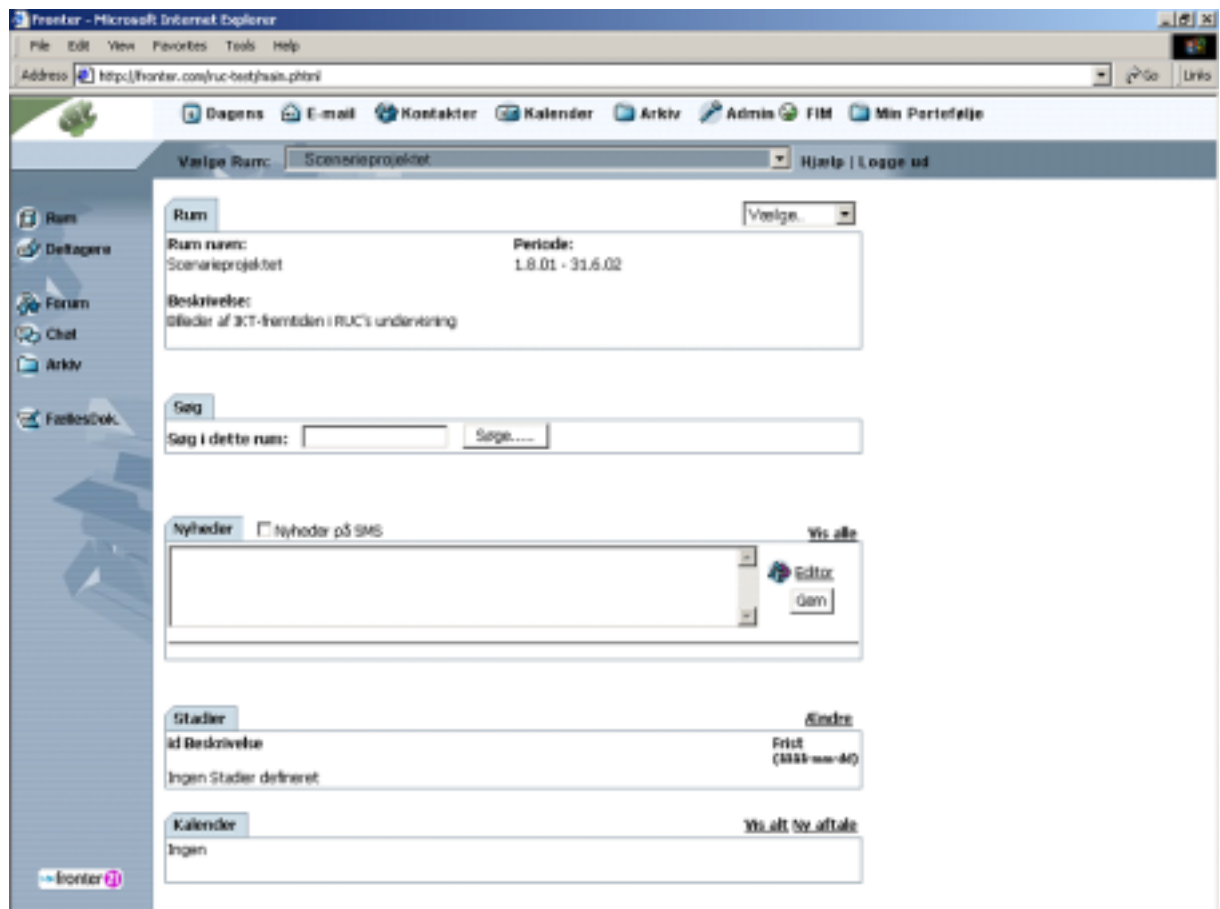 Fronter - Microsoft Internet Explorer
File Edit View Favorites Tools Help
Address http://fronter.com/ruc-test/main.phtml Go Links
Dagens E-mail Kontakter Kalender Arkiv Admin FIM Min Portefølje
Vælge Rum: Scenarieprojektet Hjælp | Logge ud
Rum
Deltagere
Forum
Chat
Arkiv
FællesDok.
Rum Vælge..
Rum navn: Periode:
Scenarieprojektet 1.8.01 - 31.6.02
Beskrivelse:
Billeder af IKT-fremtiden i RUC's undervisning
Søg
Søg i dette rum: Søge.....
Nyheder Nyheder på SMS Vis alle
Editor
Gem
Stadier Ændre
id Beskrivelse Frist
(åååå-mm-dd)
Ingen Stadier defineret
Kalender Vis alt Ny aftale
Ingen
fronter